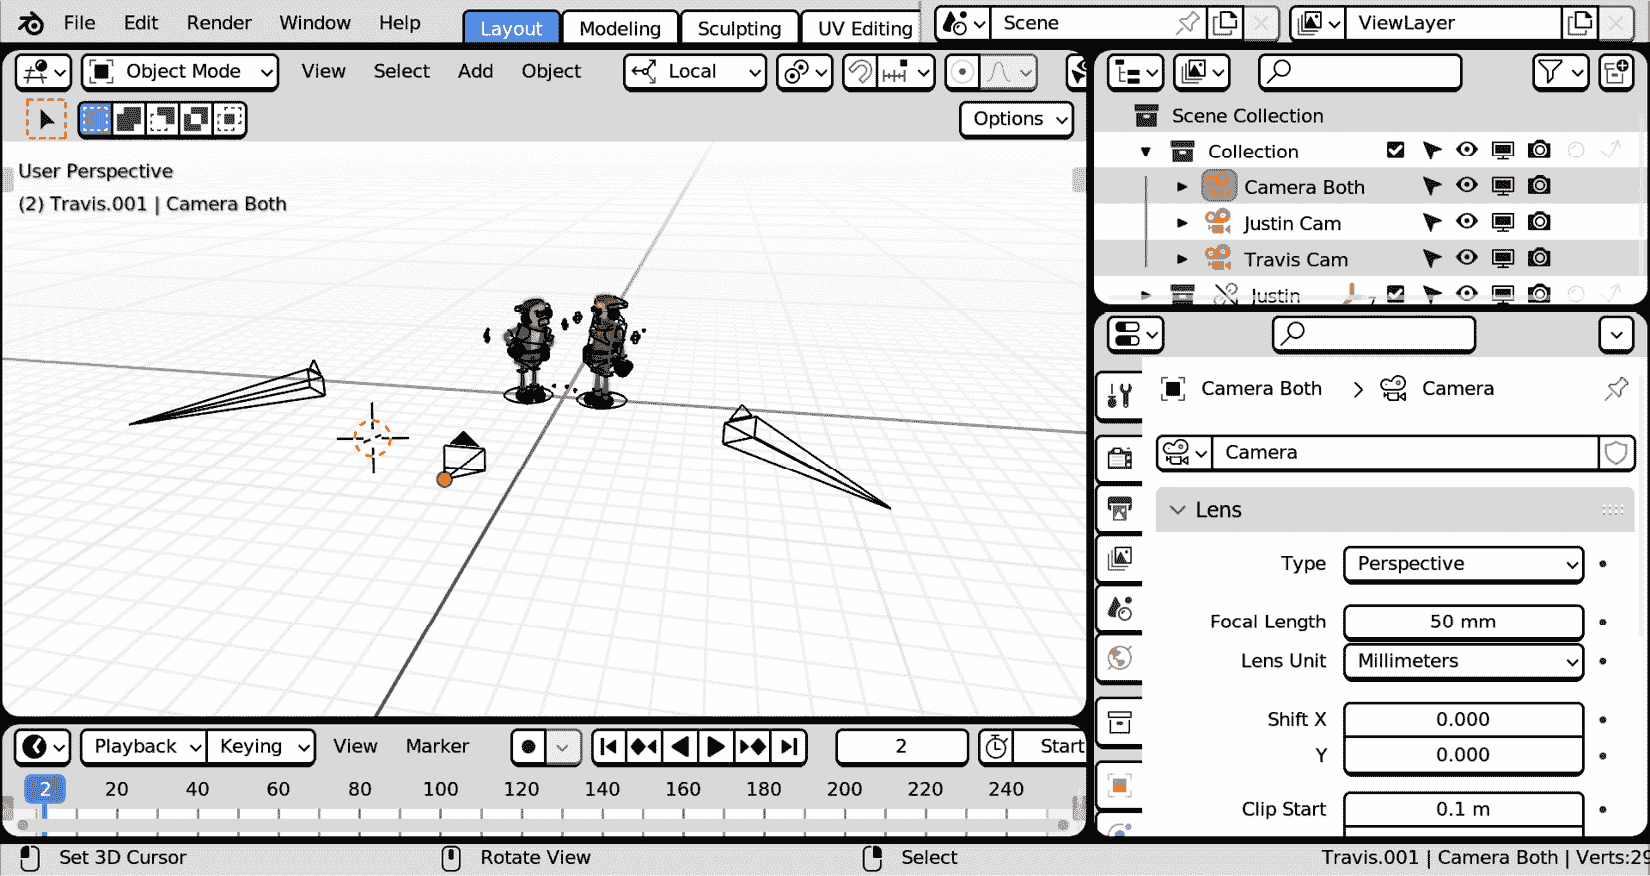 File Edit Render Window Help Layout Modeling Sculpting UV Editing Scene ViewLayer
Object Mode View Select Add Object Local
Options
User Perspective
(2) Travis.001 | Camera Both
Scene Collection
Collection
Camera Both
Justin Cam
Travis Cam
Justin 7
Camera Both > Camera
Camera
Lens
Type Perspective
Focal Length 50 mm
Lens Unit Millimeters
Shift X 0.000
Y 0.000
Clip Start 0.1 m
Playback Keying View Marker 2 Start
2 20 40 60 80 100 120 140 160 180 200 220 240
Set 3D Cursor Rotate View Select Travis.001 | Camera Both | Verts:29